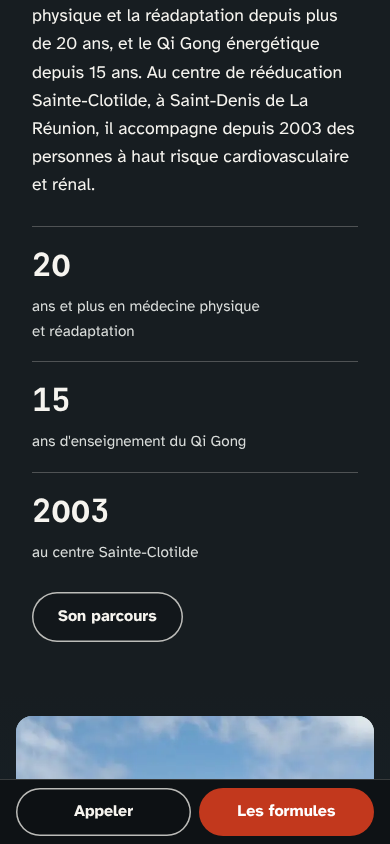 physique et la réadaptation depuis plus
de 20 ans, et le Qi Gong énergétique
depuis 15 ans. Au centre de rééducation
Sainte-Clotilde, à Saint-Denis de La
Réunion, il accompagne depuis 2003 des
personnes à haut risque cardiovasculaire
et rénal.
20
ans et plus en médecine physique
et réadaptation
15
ans d'enseignement du Qi Gong
2003
au centre Sainte-Clotilde
Son parcours
Appeler
Les formules